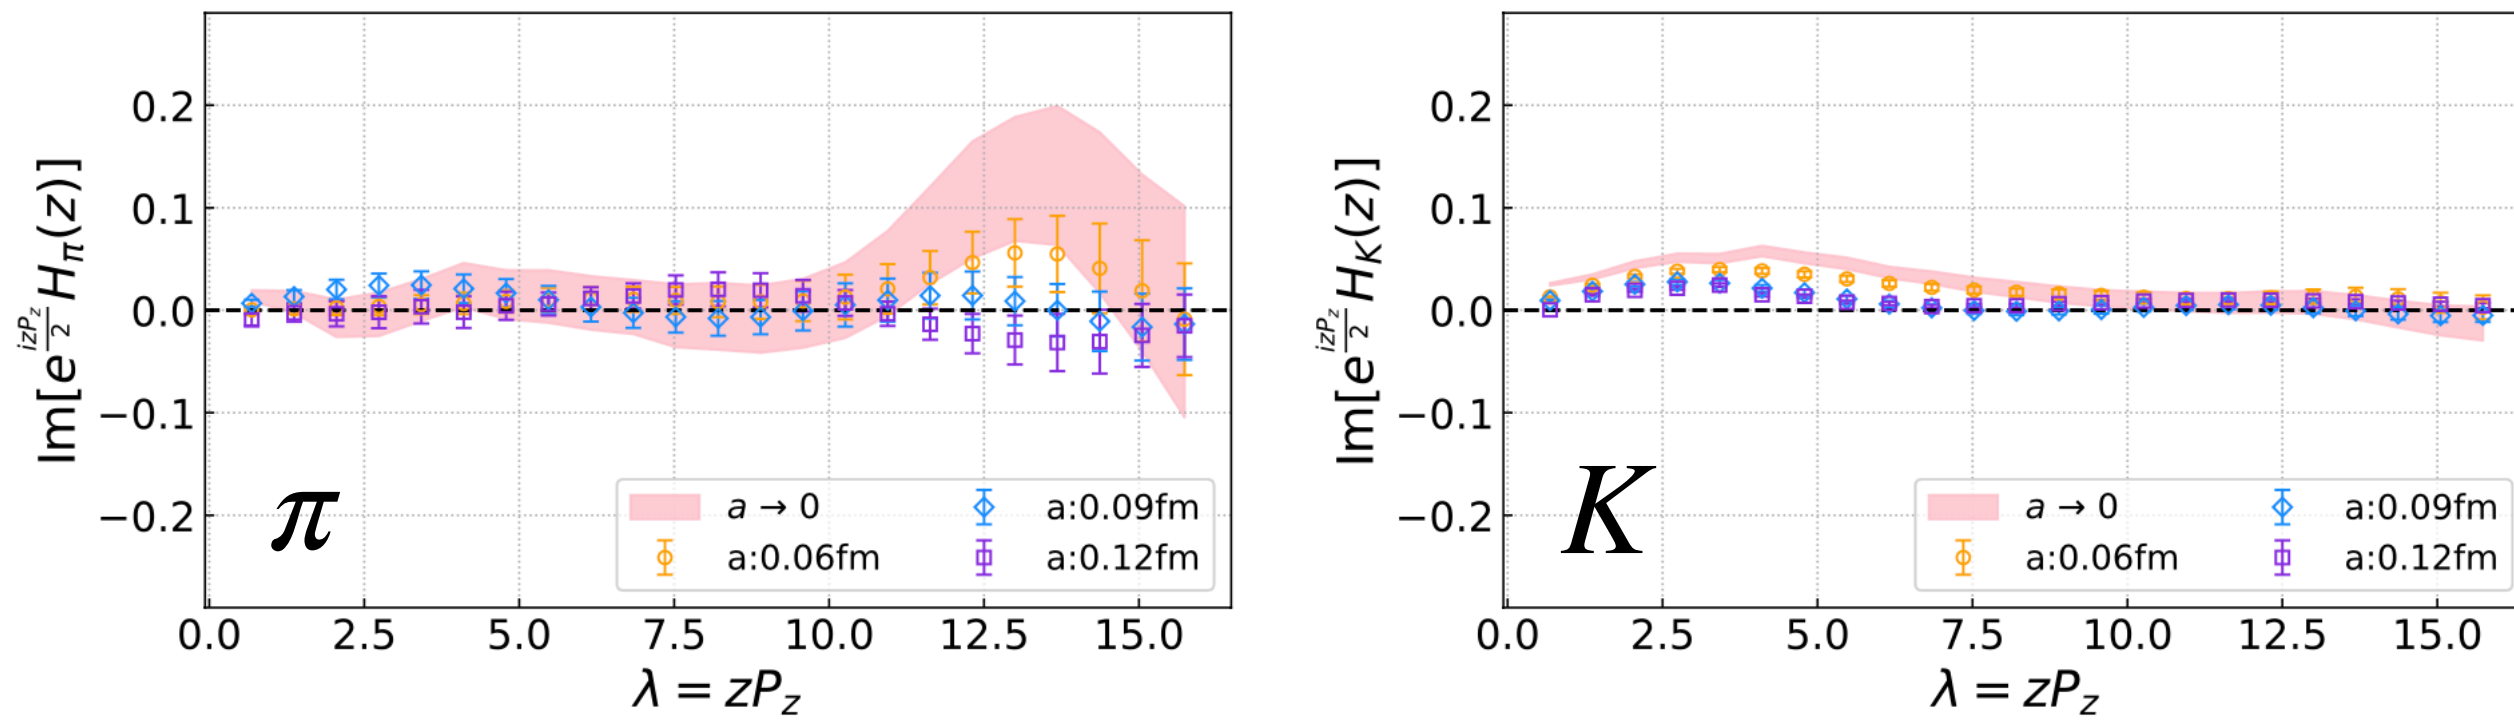 Im[e^{izP_z/2} H_π(z)]
0.2
0.1
0.0
−0.1
−0.2
π
a → 0
a:0.06fm
a:0.09fm
a:0.12fm
0.0 2.5 5.0 7.5 10.0 12.5 15.0
λ = zP_z
Im[e^{izP_z/2} H_K(z)]
0.2
0.1
0.0
−0.1
−0.2
K
a → 0
a:0.06fm
a:0.09fm
a:0.12fm
0.0 2.5 5.0 7.5 10.0 12.5 15.0
λ = zP_z